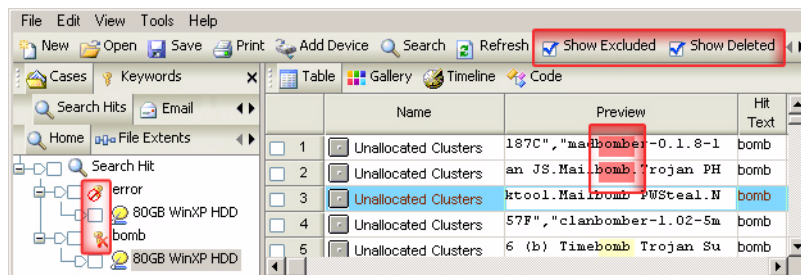 File Edit View Tools Help
New Open Save Print Add Device Search Refresh Show Excluded Show Deleted
Cases Keywords Table Gallery Timeline Code
Search Hits Email
Home File Extents
Name Preview Hit Text
Search Hit
error
80GB WinXP HDD
bomb
80GB WinXP HDD
1 Unallocated Clusters 187C","madbomber-0.1.8-1 bomb
2 Unallocated Clusters an JS.Mailbomb.Trojan PH bomb
3 Unallocated Clusters ktool.Mailbomb PWSteal.N bomb
4 Unallocated Clusters 57F","clanbomber-1.02-5m bomb
5 Unallocated Clusters 6 (b) Timebomb Trojan Su bomb